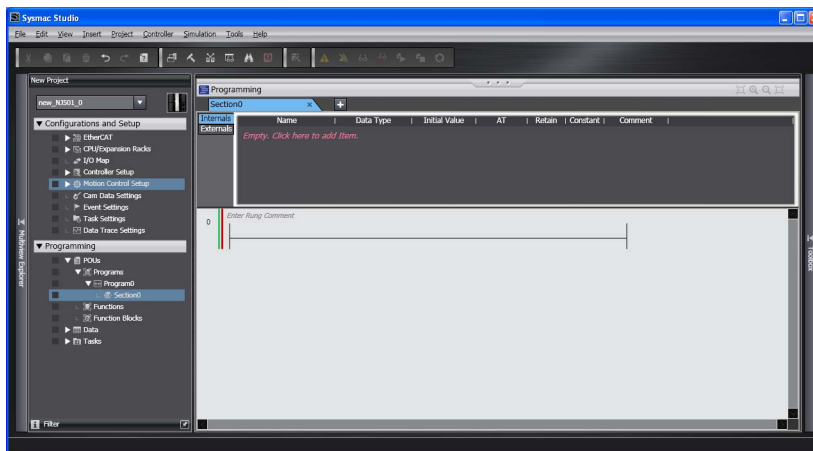 Sysmac Studio
File Edit View Insert Project Controller Simulation Tools Help
New Project
new_NJ501_0
Configurations and Setup
EtherCAT
CPU/Expansion Racks
I/O Map
Controller Setup
Motion Control Setup
Cam Data Settings
Event Settings
Task Settings
Data Trace Settings
Programming
POUs
Programs
Program0
Section0
Functions
Function Blocks
Data
Tasks
Filter
Multiview Explorer
Programming
Section0 x +
Internals
Externals
Name Data Type Initial Value AT Retain Constant Comment
Empty. Click here to add Item.
0 Enter Rung Comment
Toolbox